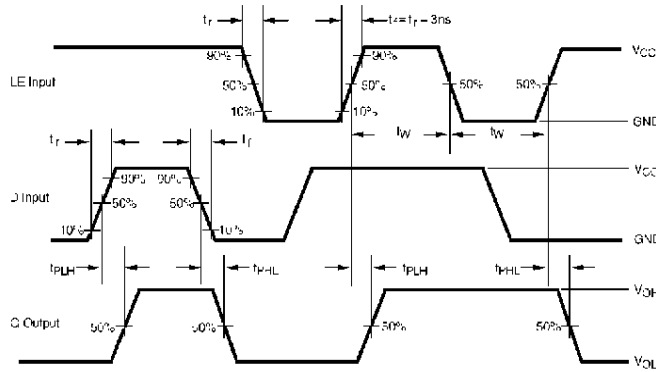 tr tr = tf = 3ns
90% 90% VCC
LE Input 50% 50% 50% 50%
10% 10%
GND
tr tf tW tW
VCC
90% 90%
D Input 50% 50%
10% 10% GND
tPLH tPHL tPLH tPHL
VOH
Q Output 50% 50% 50% 50%
VOL